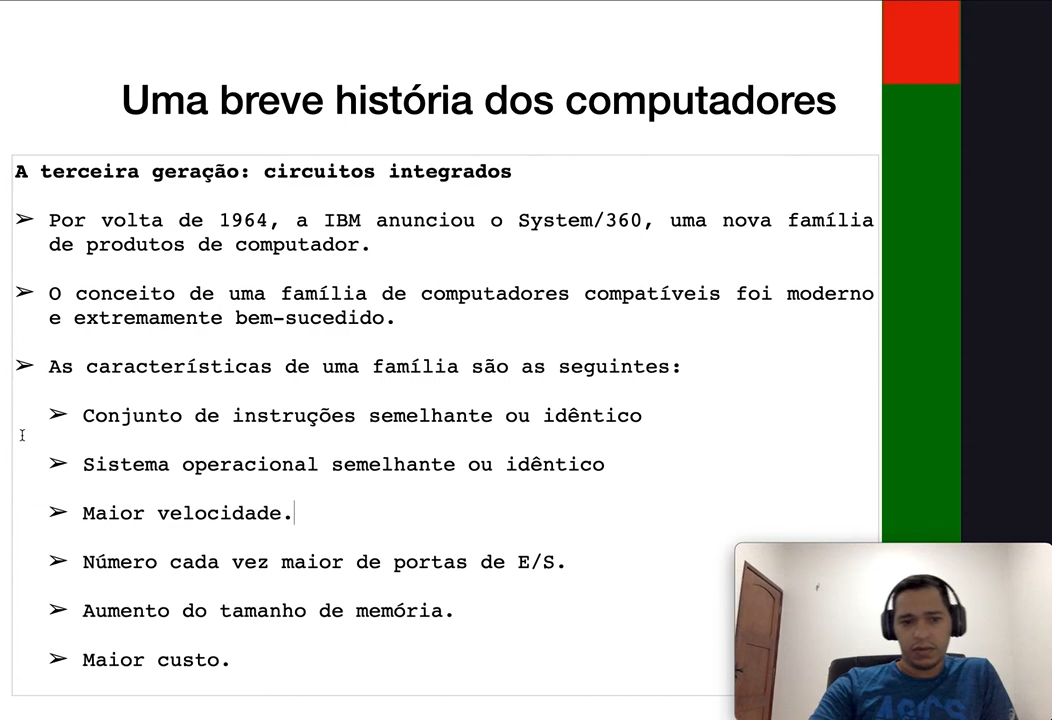 Uma breve história dos computadores
A terceira geração: circuitos integrados
➢ Por volta de 1964, a IBM anunciou o System/360, uma nova família
de produtos de computador.
➢ O conceito de uma família de computadores compatíveis foi moderno
e extremamente bem-sucedido.
➢ As características de uma família são as seguintes:
➢ Conjunto de instruções semelhante ou idêntico
➢ Sistema operacional semelhante ou idêntico
➢ Maior velocidade.
➢ Número cada vez maior de portas de E/S.
➢ Aumento do tamanho de memória.
➢ Maior custo.
ASICS